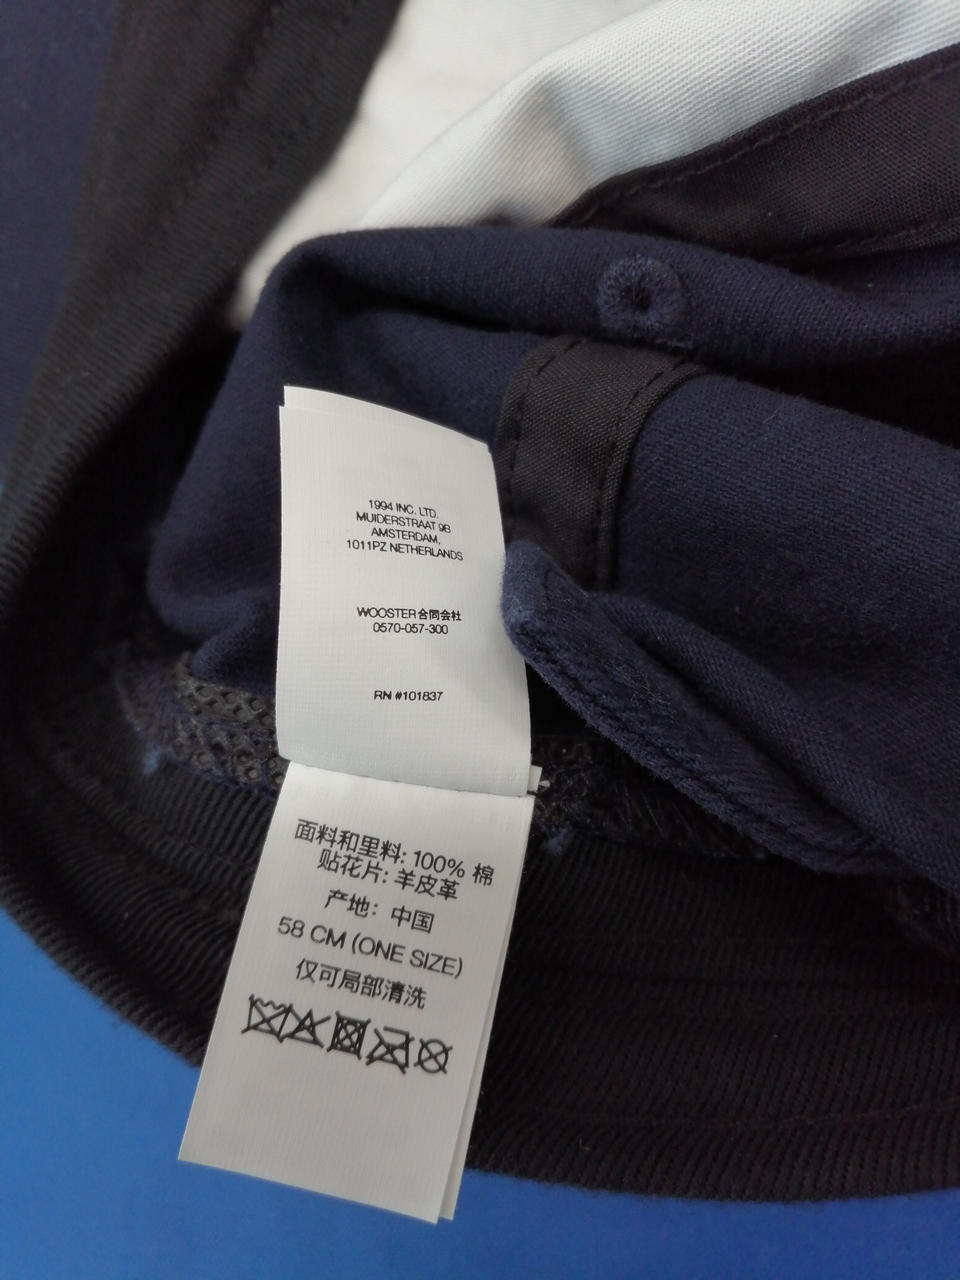 1994 INC. LTD.
MUIDERSTRAAT 9B
AMSTERDAM,
1011PZ NETHERLANDS
WOOSTER合同会社
0570-057-300
RN #101837
面料和里料: 100% 棉
贴花片: 羊皮革
产地: 中国
58 CM (ONE SIZE)
仅可局部清洗